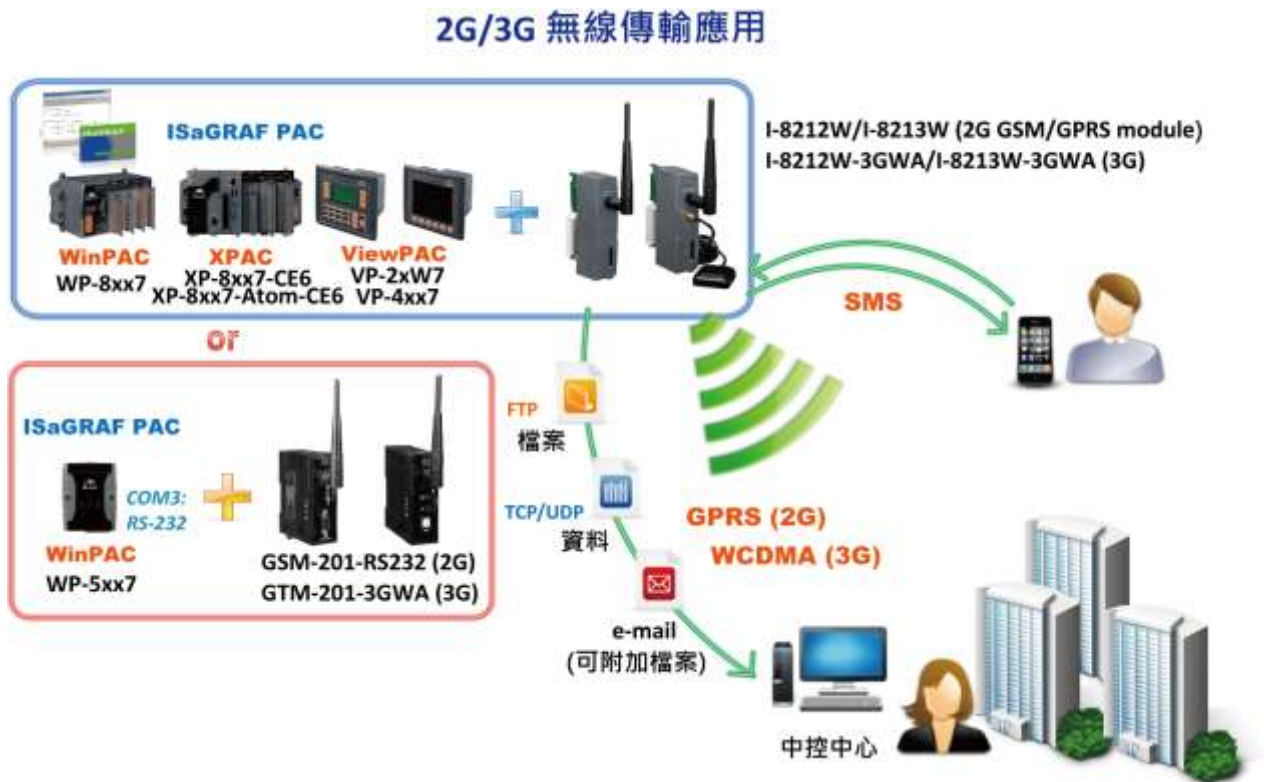 2G/3G 無線傳輸應用
ISaGRAF PAC
WinPAC
WP-8xx7
XPAC
XP-8xx7-CE6
XP-8xx7-Atom-CE6
ViewPAC
VP-2xW7
VP-4xx7
I-8212W/I-8213W (2G GSM/GPRS module)
I-8212W-3GWA/I-8213W-3GWA (3G)
SMS
or
ISaGRAF PAC
COM3:
RS-232
WinPAC
WP-5xx7
GSM-201-RS232 (2G)
GTM-201-3GWA (3G)
FTP
檔案
TCP/UDP
資料
GPRS (2G)
WCDMA (3G)
e-mail
(可附加檔案)
中控中心